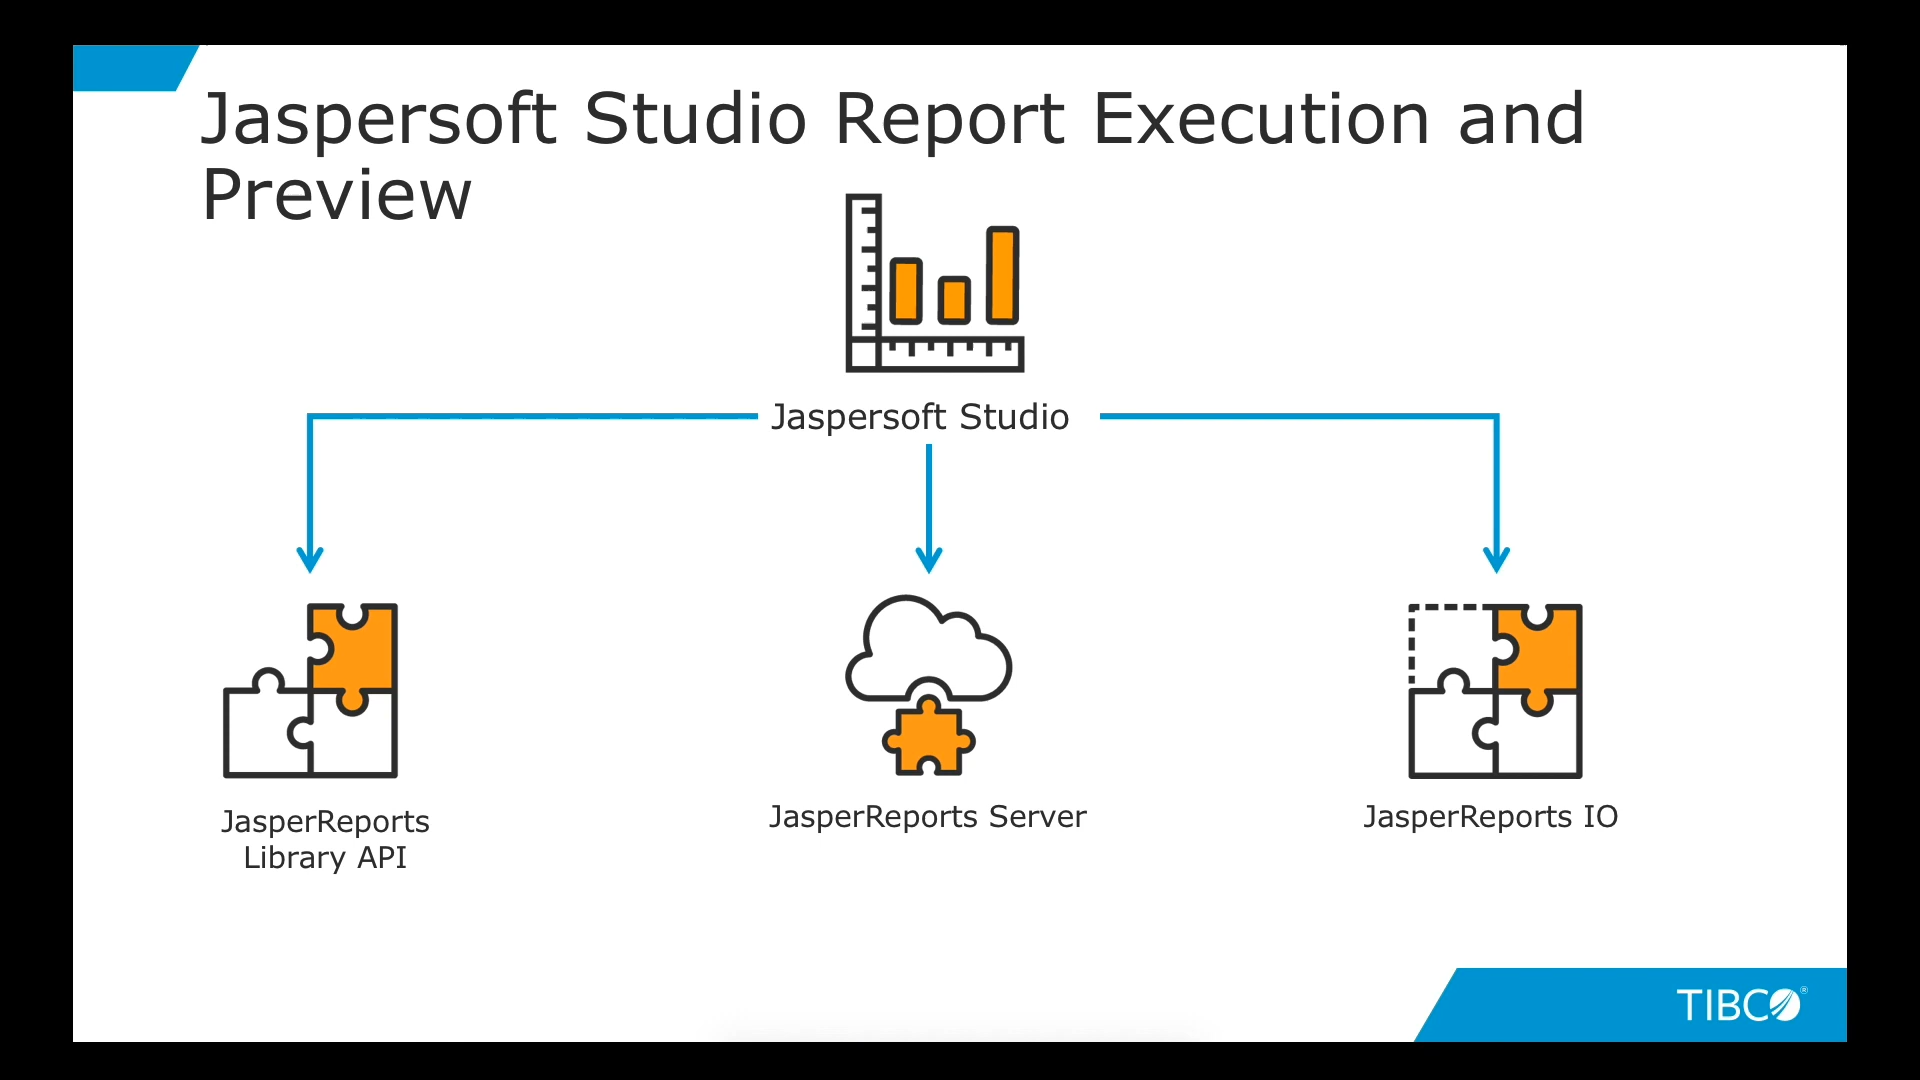 Jaspersoft Studio Report Execution and
Preview
Jaspersoft Studio
JasperReports
Library API
JasperReports Server
JasperReports IO
TIBCO®